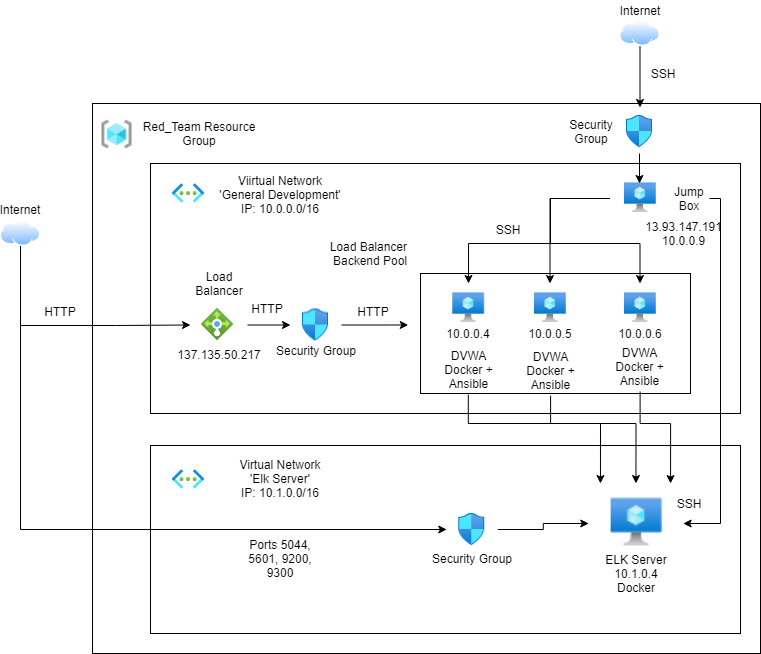 Internet
SSH
Red_Team Resource
Group
Security
Group
Viirtual Network
'General Development'
IP: 10.0.0.0/16
Jump
Box
13.93.147.191
10.0.0.9
Internet
SSH
Load Balancer
Backend Pool
Load
Balancer
HTTP
HTTP
HTTP
137.135.50.217
Security Group
10.0.0.4
10.0.0.5
10.0.0.6
DVWA
Docker +
Ansible
DVWA
Docker +
Ansible
DVWA
Docker +
Ansible
Virtual Network
'Elk Server'
IP: 10.1.0.0/16
SSH
Ports 5044,
5601, 9200,
9300
Security Group
ELK Server
10.1.0.4
Docker